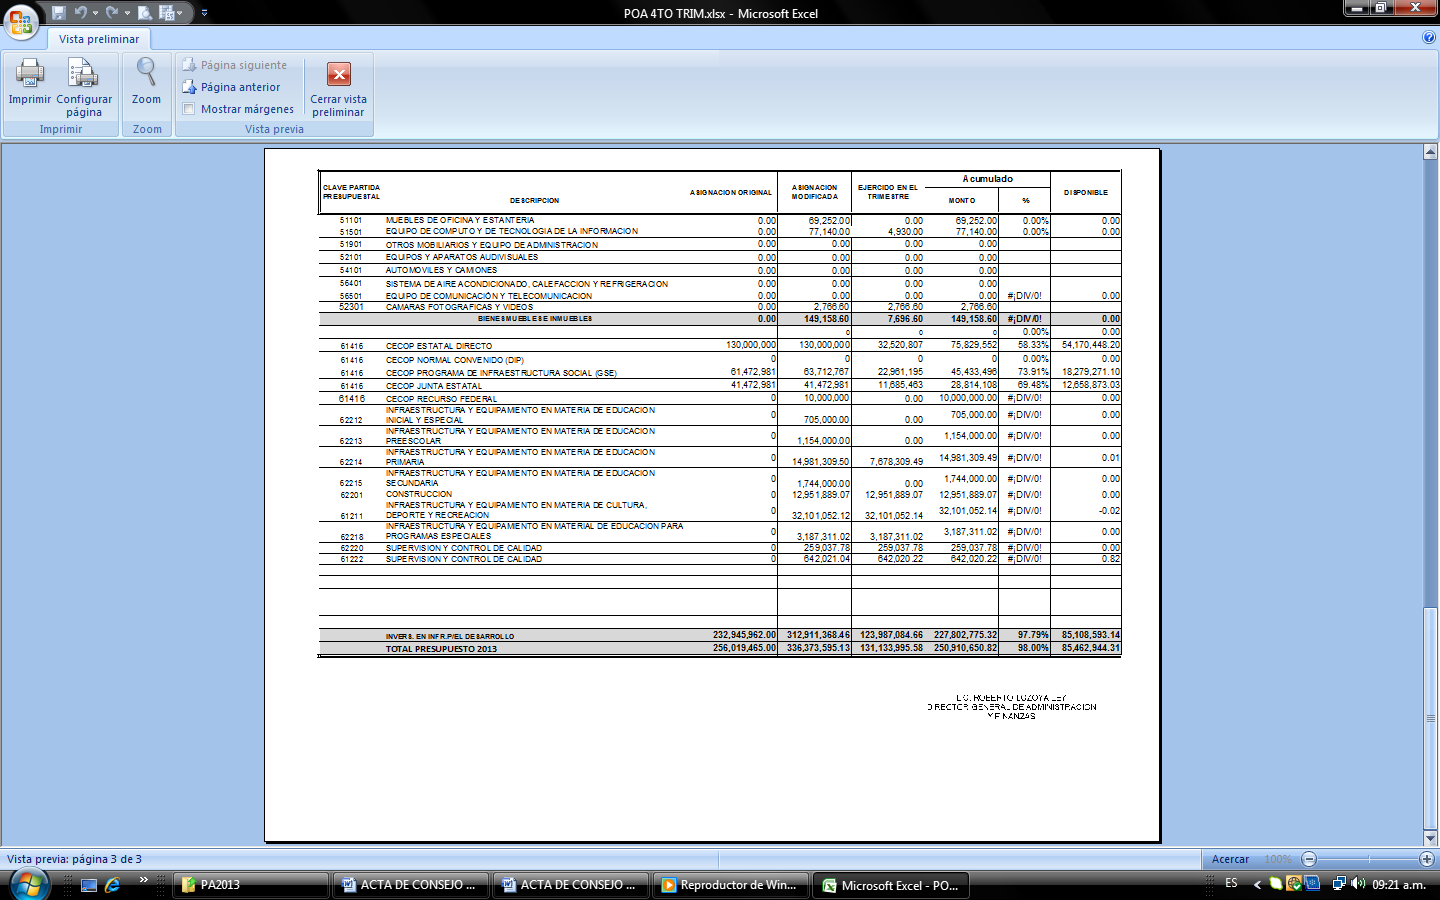 POA 4TO TRIM.xlsx - Microsoft Excel
Vista preliminar
Imprimir
Configurar página
Zoom
Página siguiente
Página anterior
Mostrar márgenes
Cerrar vista preliminar
Imprimir
Zoom
Vista previa
CLAVE PARTIDA PRESUPUESTAL DESCRIPCION ASIGNACION ORIGINAL ASIGNACION MODIFICADA EJERCIDO EN EL TRIMESTRE Acumulado MONTO % DISPONIBLE
51101 MUEBLES DE OFICINA Y ESTANTERIA 0.00 69,252.00 0.00 69,252.00 0.00% 0.00
51501 EQUIPO DE COMPUTO Y DE TECNOLOGIA DE LA INFORMACION 0.00 77,140.00 4,930.00 77,140.00 0.00% 0.00
51901 OTROS MOBILIARIOS Y EQUIPO DE ADMINISTRACION 0.00 0.00 0.00 0.00
52101 EQUIPOS Y APARATOS AUDIVISUALES 0.00 0.00 0.00 0.00
54101 AUTOMOVILES Y CAMIONES 0.00 0.00 0.00 0.00
56401 SISTEMA DE AIRE ACONDICIONADO, CALEFACCION Y REFRIGERACION 0.00 0.00 0.00 0.00
56501 EQUIPO DE COMUNICACIÓN Y TELECOMUNICACION 0.00 0.00 0.00 0.00 #¡DIV/0! 0.00
52301 CAMARAS FOTOGRAFICAS Y VIDEOS 0.00 2,766.60 2,766.60 2,766.60
BIENES MUEBLES E INMUEBLES 0.00 149,158.60 7,696.60 149,158.60 #¡DIV/0! 0.00
0 0 0 0.00% 0.00
61416 CECOP ESTATAL DIRECTO 130,000,000 130,000,000 32,520,807 75,829,552 58.33% 54,170,448.20
61416 CECOP NORMAL CONVENIDO (DIP) 0 0 0 0 0.00% 0.00
61416 CECOP PROGRAMA DE INFRAESTRUCTURA SOCIAL (GSE) 61,472,981 63,712,767 22,961,195 45,433,496 73.91% 18,279,271.10
61416 CECOP JUNTA ESTATAL 41,472,981 41,472,981 11,685,463 28,814,108 69.48% 12,658,873.03
61416 CECOP RECURSO FEDERAL 0 10,000,000 0.00 10,000,000.00 #¡DIV/0! 0.00
INFRAESTRUCTURA Y EQUIPAMIENTO EN MATERIA DE EDUCACION
62212 INICIAL Y ESPECIAL 0 705,000.00 0.00 705,000.00 #¡DIV/0! 0.00
INFRAESTRUCTURA Y EQUIPAMIENTO EN MATERIA DE EDUCACION
62213 PREESCOLAR 0 1,154,000.00 0.00 1,154,000.00 #¡DIV/0! 0.00
INFRAESTRUCTURA Y EQUIPAMIENTO EN MATERIA DE EDUCACION
62214 PRIMARIA 0 14,981,309.50 7,678,309.49 14,981,309.49 #¡DIV/0! 0.01
INFRAESTRUCTURA Y EQUIPAMIENTO EN MATERIA DE EDUCACION
62215 SECUNDARIA 0 1,744,000.00 0.00 1,744,000.00 #¡DIV/0! 0.00
62201 CONSTRUCCION 0 12,951,889.07 12,951,889.07 12,951,889.07 #¡DIV/0! 0.00
INFRAESTRUCTURA Y EQUIPAMIENTO EN MATERIA DE CULTURA,
61211 DEPORTE Y RECREACION 0 32,101,052.12 32,101,052.14 32,101,052.14 #¡DIV/0! -0.02
INFRAESTRUCTURA Y EQUIPAMIENTO EN MATERIAL DE EDUCACION PARA
62218 PROGRAMAS ESPECIALES 0 3,187,311.02 3,187,311.02 3,187,311.02 #¡DIV/0! 0.00
62220 SUPERVISION Y CONTROL DE CALIDAD 0 259,037.78 259,037.78 259,037.78 #¡DIV/0! 0.00
61222 SUPERVISION Y CONTROL DE CALIDAD 0 642,021.04 642,020.22 642,020.22 #¡DIV/0! 0.82
INVERS. EN INFR.P/EL DESARROLLO 232,945,962.00 312,911,368.46 123,987,084.66 227,802,775.32 97.79% 85,108,593.14
TOTAL PRESUPUESTO 2013 256,019,465.00 336,373,595.13 131,133,995.58 250,910,650.82 98.00% 85,462,944.31
LIC. ROBERTO LOZOYA LEY
DIRECTOR GENERAL DE ADMINISTRACION
Y FINANZAS
Vista previa: página 3 de 3
Acercar 100%
PA2013
ACTA DE CONSEJO ...
ACTA DE CONSEJO ...
Reproductor de Win...
Microsoft Excel - PO...
ES
09:21 a.m.